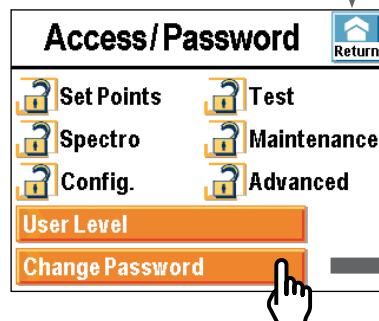 Access/Password
Return
Set Points
Test
Spectro
Maintenance
Config.
Advanced
User Level
Change Password